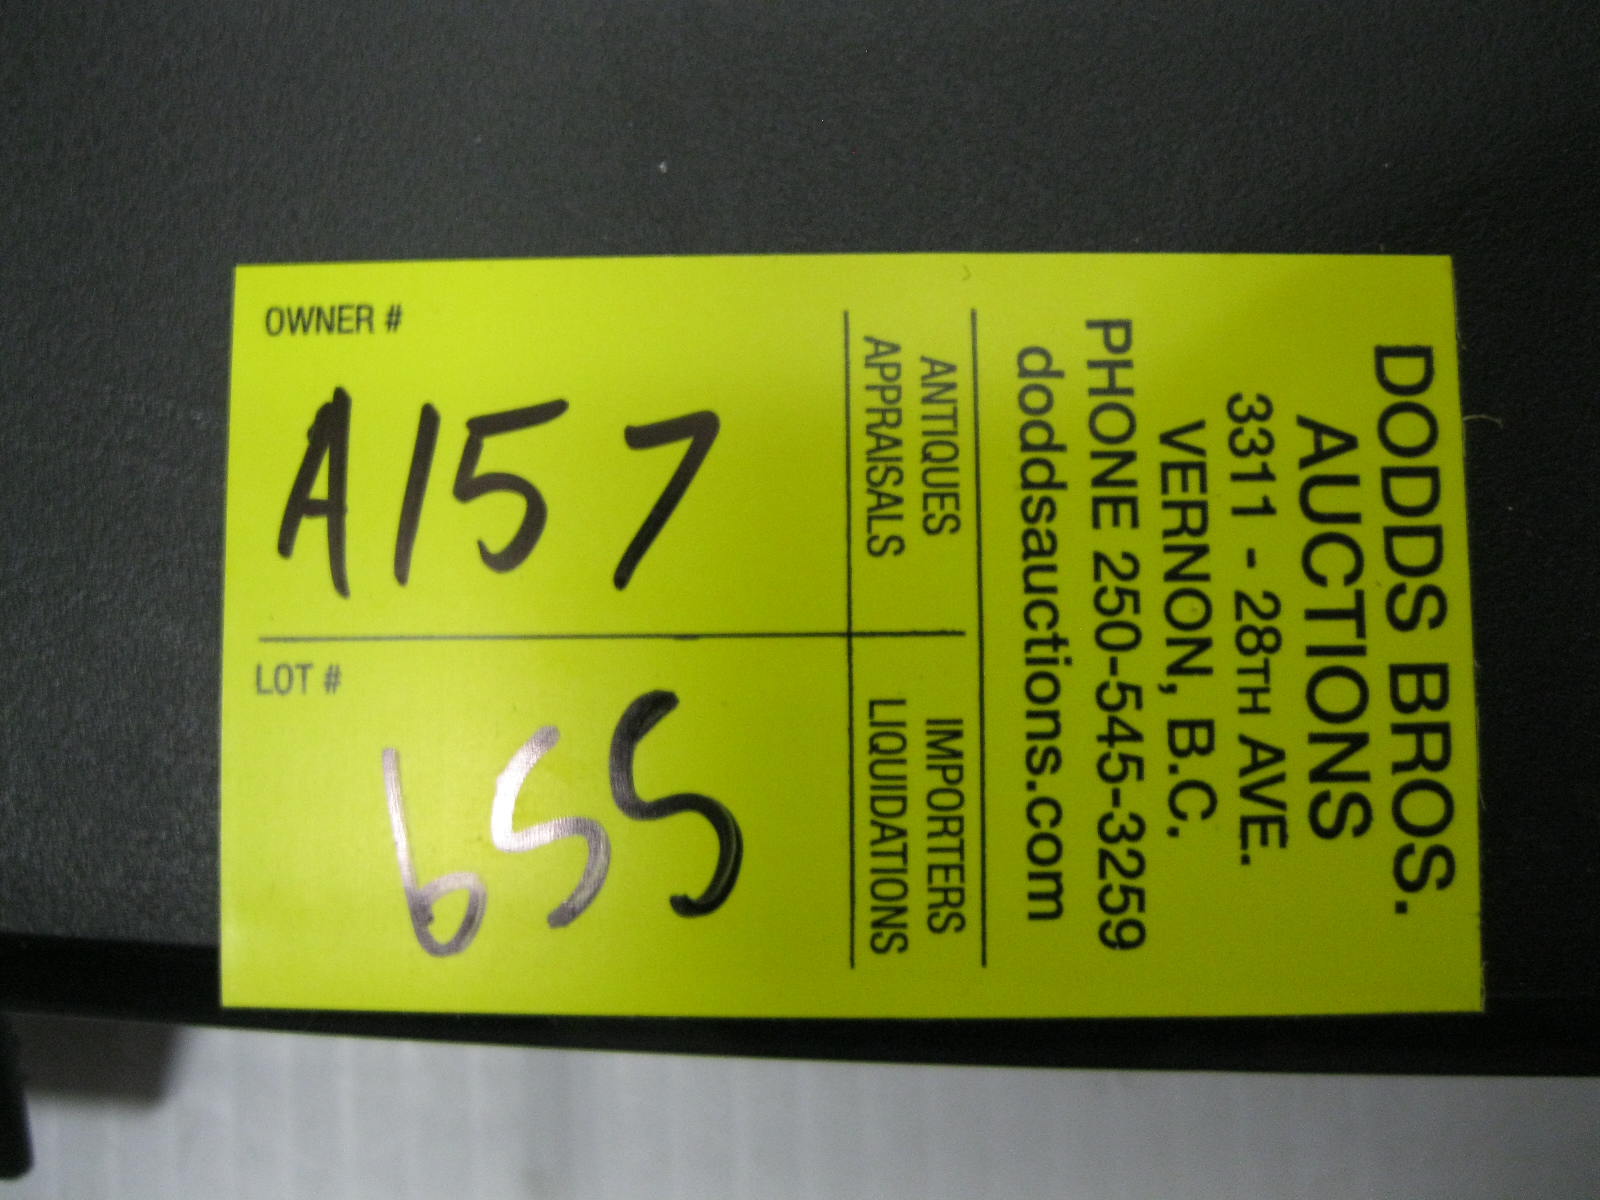 DODDS BROS.
AUCTIONS
3311 - 28TH AVE.
VERNON, B.C.
PHONE 250-545-3259
doddsauctions.com
ANTIQUES
APPRAISALS
IMPORTERS
LIQUIDATIONS
OWNER #
A157
LOT #
655